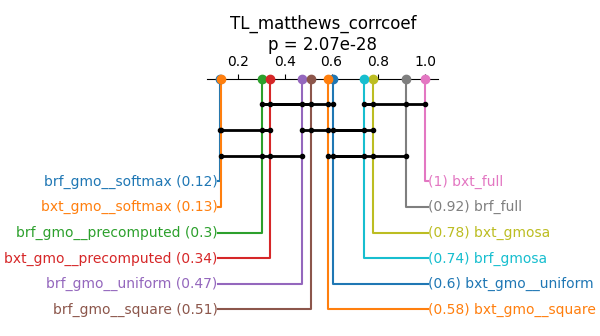 TL_matthews_corrcoef
p = 2.07e-28
0.2 0.4 0.6 0.8 1.0
brf_gmo__softmax (0.12)
(1) bxt_full
bxt_gmo__softmax (0.13)
(0.92) brf_full
brf_gmo__precomputed (0.3)
(0.78) bxt_gmosa
bxt_gmo__precomputed (0.34)
(0.74) brf_gmosa
brf_gmo__uniform (0.47)
(0.6) bxt_gmo__uniform
brf_gmo__square (0.51)
(0.58) bxt_gmo__square